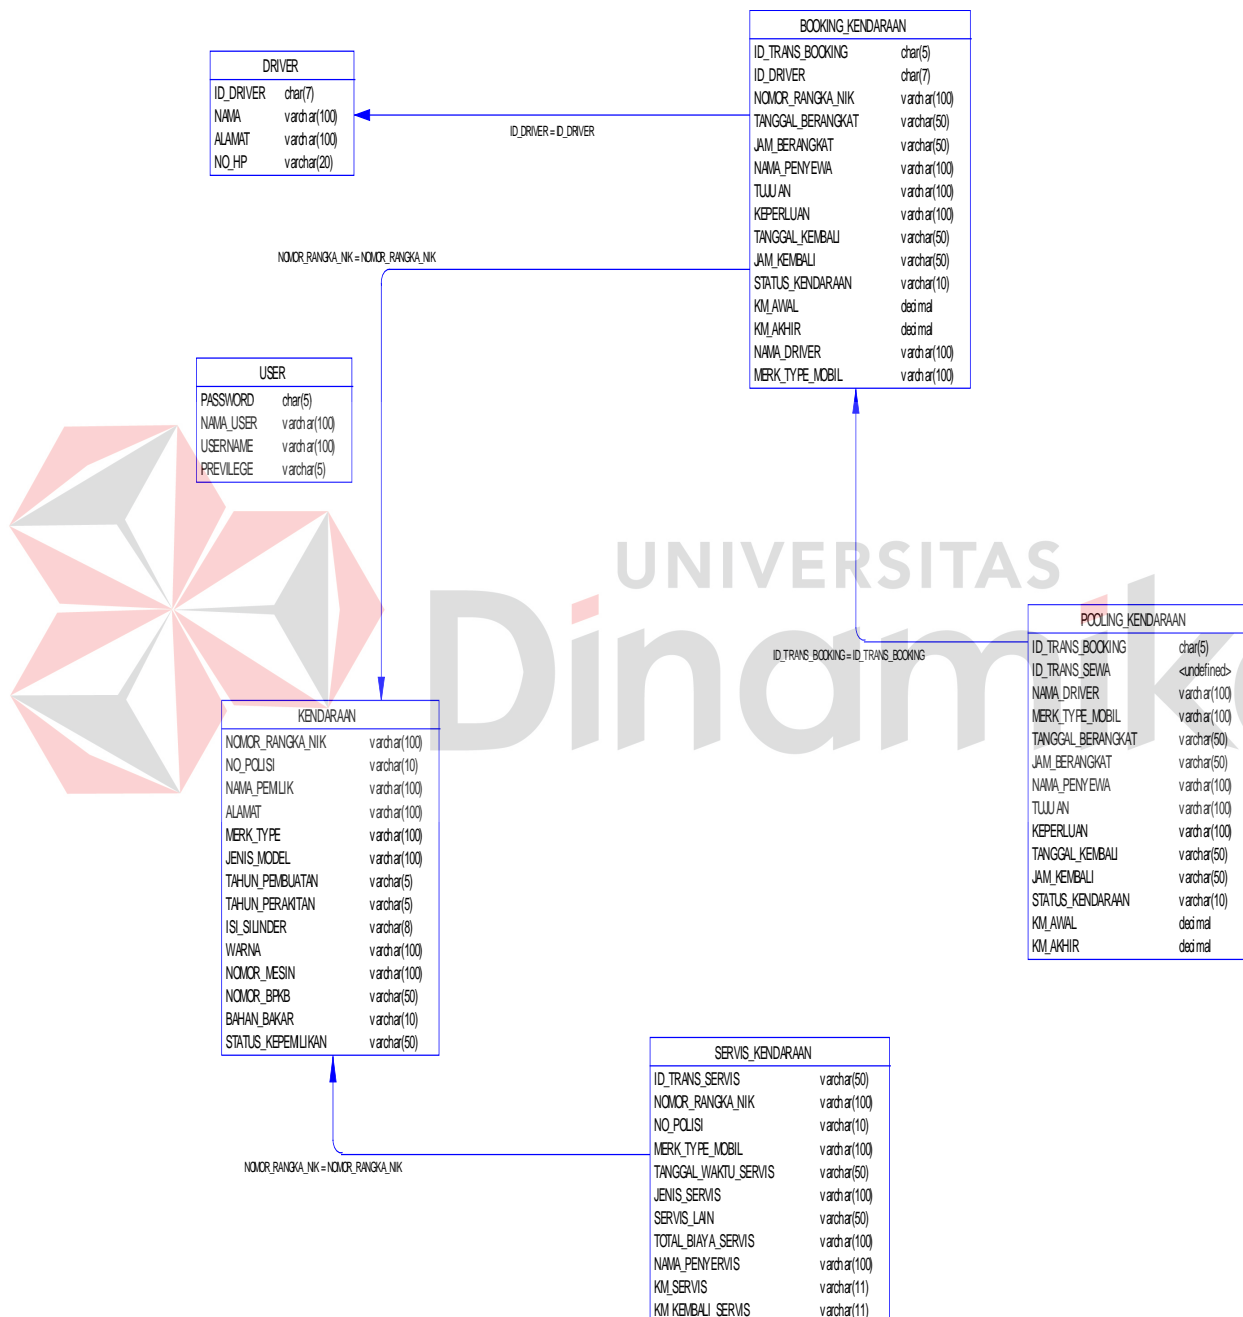 BOOKING_KENDARAAN
ID_TRANS_BOOKING char(5)
ID_DRIVER char(7)
NOMOR_RANGKA_NIK varchar(100)
TANGGAL_BERANGKAT varchar(50)
JAM_BERANGKAT varchar(50)
NAMA_PENYEWA varchar(100)
TUJUAN varchar(100)
KEPERLUAN varchar(100)
TANGGAL_KEMBALI varchar(50)
JAM_KEMBALI varchar(50)
STATUS_KENDARAAN varchar(10)
KM_AWAL decimal
KM_AKHIR decimal
NAMA_DRIVER varchar(100)
MERK_TYPE_MOBIL varchar(100)
DRIVER
ID_DRIVER char(7)
NAMA varchar(100)
ALAMAT varchar(100)
NO_HP varchar(20)
ID_DRIVER = ID_DRIVER
NOMOR_RANGKA_NIK = NOMOR_RANGKA_NIK
USER
PASSWORD char(5)
NAMA_USER varchar(100)
USERNAME varchar(100)
PREVILEGE varchar(5)
UNIVERSITAS
Dinamika
POOLING_KENDARAAN
ID_TRANS_BOOKING char(5)
ID_TRANS_SEWA <undefined>
NAMA_DRIVER varchar(100)
MERK_TYPE_MOBIL varchar(100)
TANGGAL_BERANGKAT varchar(50)
JAM_BERANGKAT varchar(50)
NAMA_PENYEWA varchar(100)
TUJUAN varchar(100)
KEPERLUAN varchar(100)
TANGGAL_KEMBALI varchar(50)
JAM_KEMBALI varchar(50)
STATUS_KENDARAAN varchar(10)
KM_AWAL decimal
KM_AKHIR decimal
ID_TRANS_BOOKING = ID_TRANS_BOOKING
KENDARAAN
NOMOR_RANGKA_NIK varchar(100)
NO_POLISI varchar(10)
NAMA_PEMILIK varchar(100)
ALAMAT varchar(100)
MERK_TYPE varchar(100)
JENIS_MODEL varchar(100)
TAHUN_PEMBUATAN varchar(5)
TAHUN_PERAKITAN varchar(5)
ISI_SILINDER varchar(8)
WARNA varchar(100)
NOMOR_MESIN varchar(100)
NOMOR_BPKB varchar(50)
BAHAN_BAKAR varchar(10)
STATUS_KEPEMILIKAN varchar(50)
NOMOR_RANGKA_NIK = NOMOR_RANGKA_NIK
SERVIS_KENDARAAN
ID_TRANS_SERVIS varchar(50)
NOMOR_RANGKA_NIK varchar(100)
NO_POLISI varchar(10)
MERK_TYPE_MOBIL varchar(100)
TANGGAL_WAKTU_SERVIS varchar(50)
JENIS_SERVIS varchar(100)
SERVIS_LAIN varchar(50)
TOTAL_BIAYA_SERVIS varchar(100)
NAMA_PENYERVIS varchar(100)
KM_SERVIS varchar(11)
KM_KEMBALI_SERVIS varchar(11)